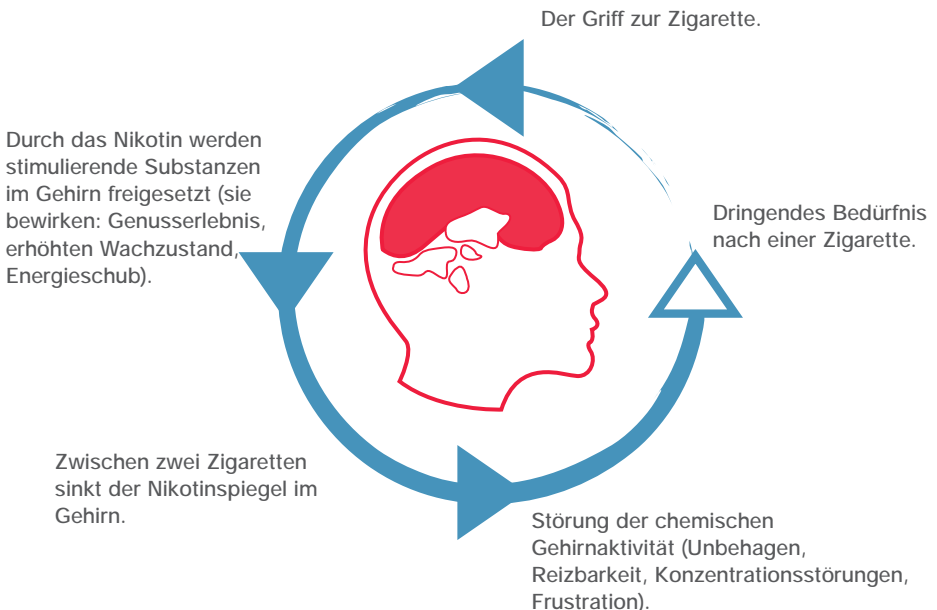 Der Griff zur Zigarette.
Durch das Nikotin werden
stimulierende Substanzen
im Gehirn freigesetzt (sie
bewirken: Genusserlebnis,
erhöhten Wachzustand,
Energieschub).
Dringendes Bedürfnis
nach einer Zigarette.
Zwischen zwei Zigaretten
sinkt der Nikotinspiegel im
Gehirn.
Störung der chemischen
Gehirnaktivität (Unbehagen,
Reizbarkeit, Konzentrationsstörungen,
Frustration).